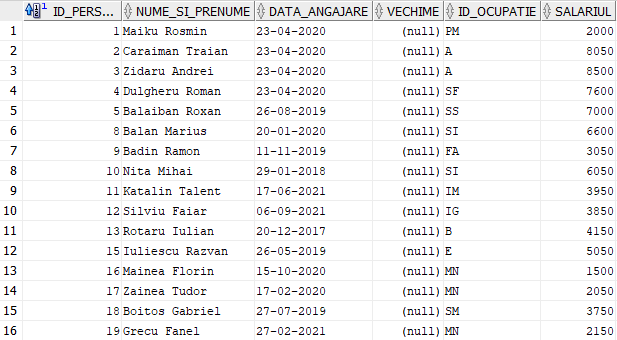 ID_PERS... NUME_SI_PRENUME DATA_ANGAJARE VECHIME ID_OCUPATIE SALARIUL
1 1 Maiku Rosmin 23-04-2020 (null) PM 2000
2 2 Caraiman Traian 23-04-2020 (null) A 8050
3 3 Zidaru Andrei 23-04-2020 (null) A 8500
4 4 Dulgheru Roman 23-04-2020 (null) SF 7600
5 5 Balaiban Roxan 26-08-2019 (null) SS 7000
6 8 Balan Marius 20-01-2020 (null) SI 6600
7 9 Badin Ramon 11-11-2019 (null) FA 3050
8 10 Nita Mihai 29-01-2018 (null) SI 6050
9 11 Katalin Talent 17-06-2021 (null) IM 3950
10 12 Silviu Faiar 06-09-2021 (null) IG 3850
11 13 Rotaru Iulian 20-12-2017 (null) B 4150
12 15 Iuliescu Razvan 26-05-2019 (null) E 5050
13 16 Mainea Florin 15-10-2020 (null) MN 1500
14 17 Zainea Tudor 17-02-2020 (null) MN 2050
15 18 Boitos Gabriel 27-07-2019 (null) SM 3750
16 19 Grecu Fanel 27-02-2021 (null) MN 2150